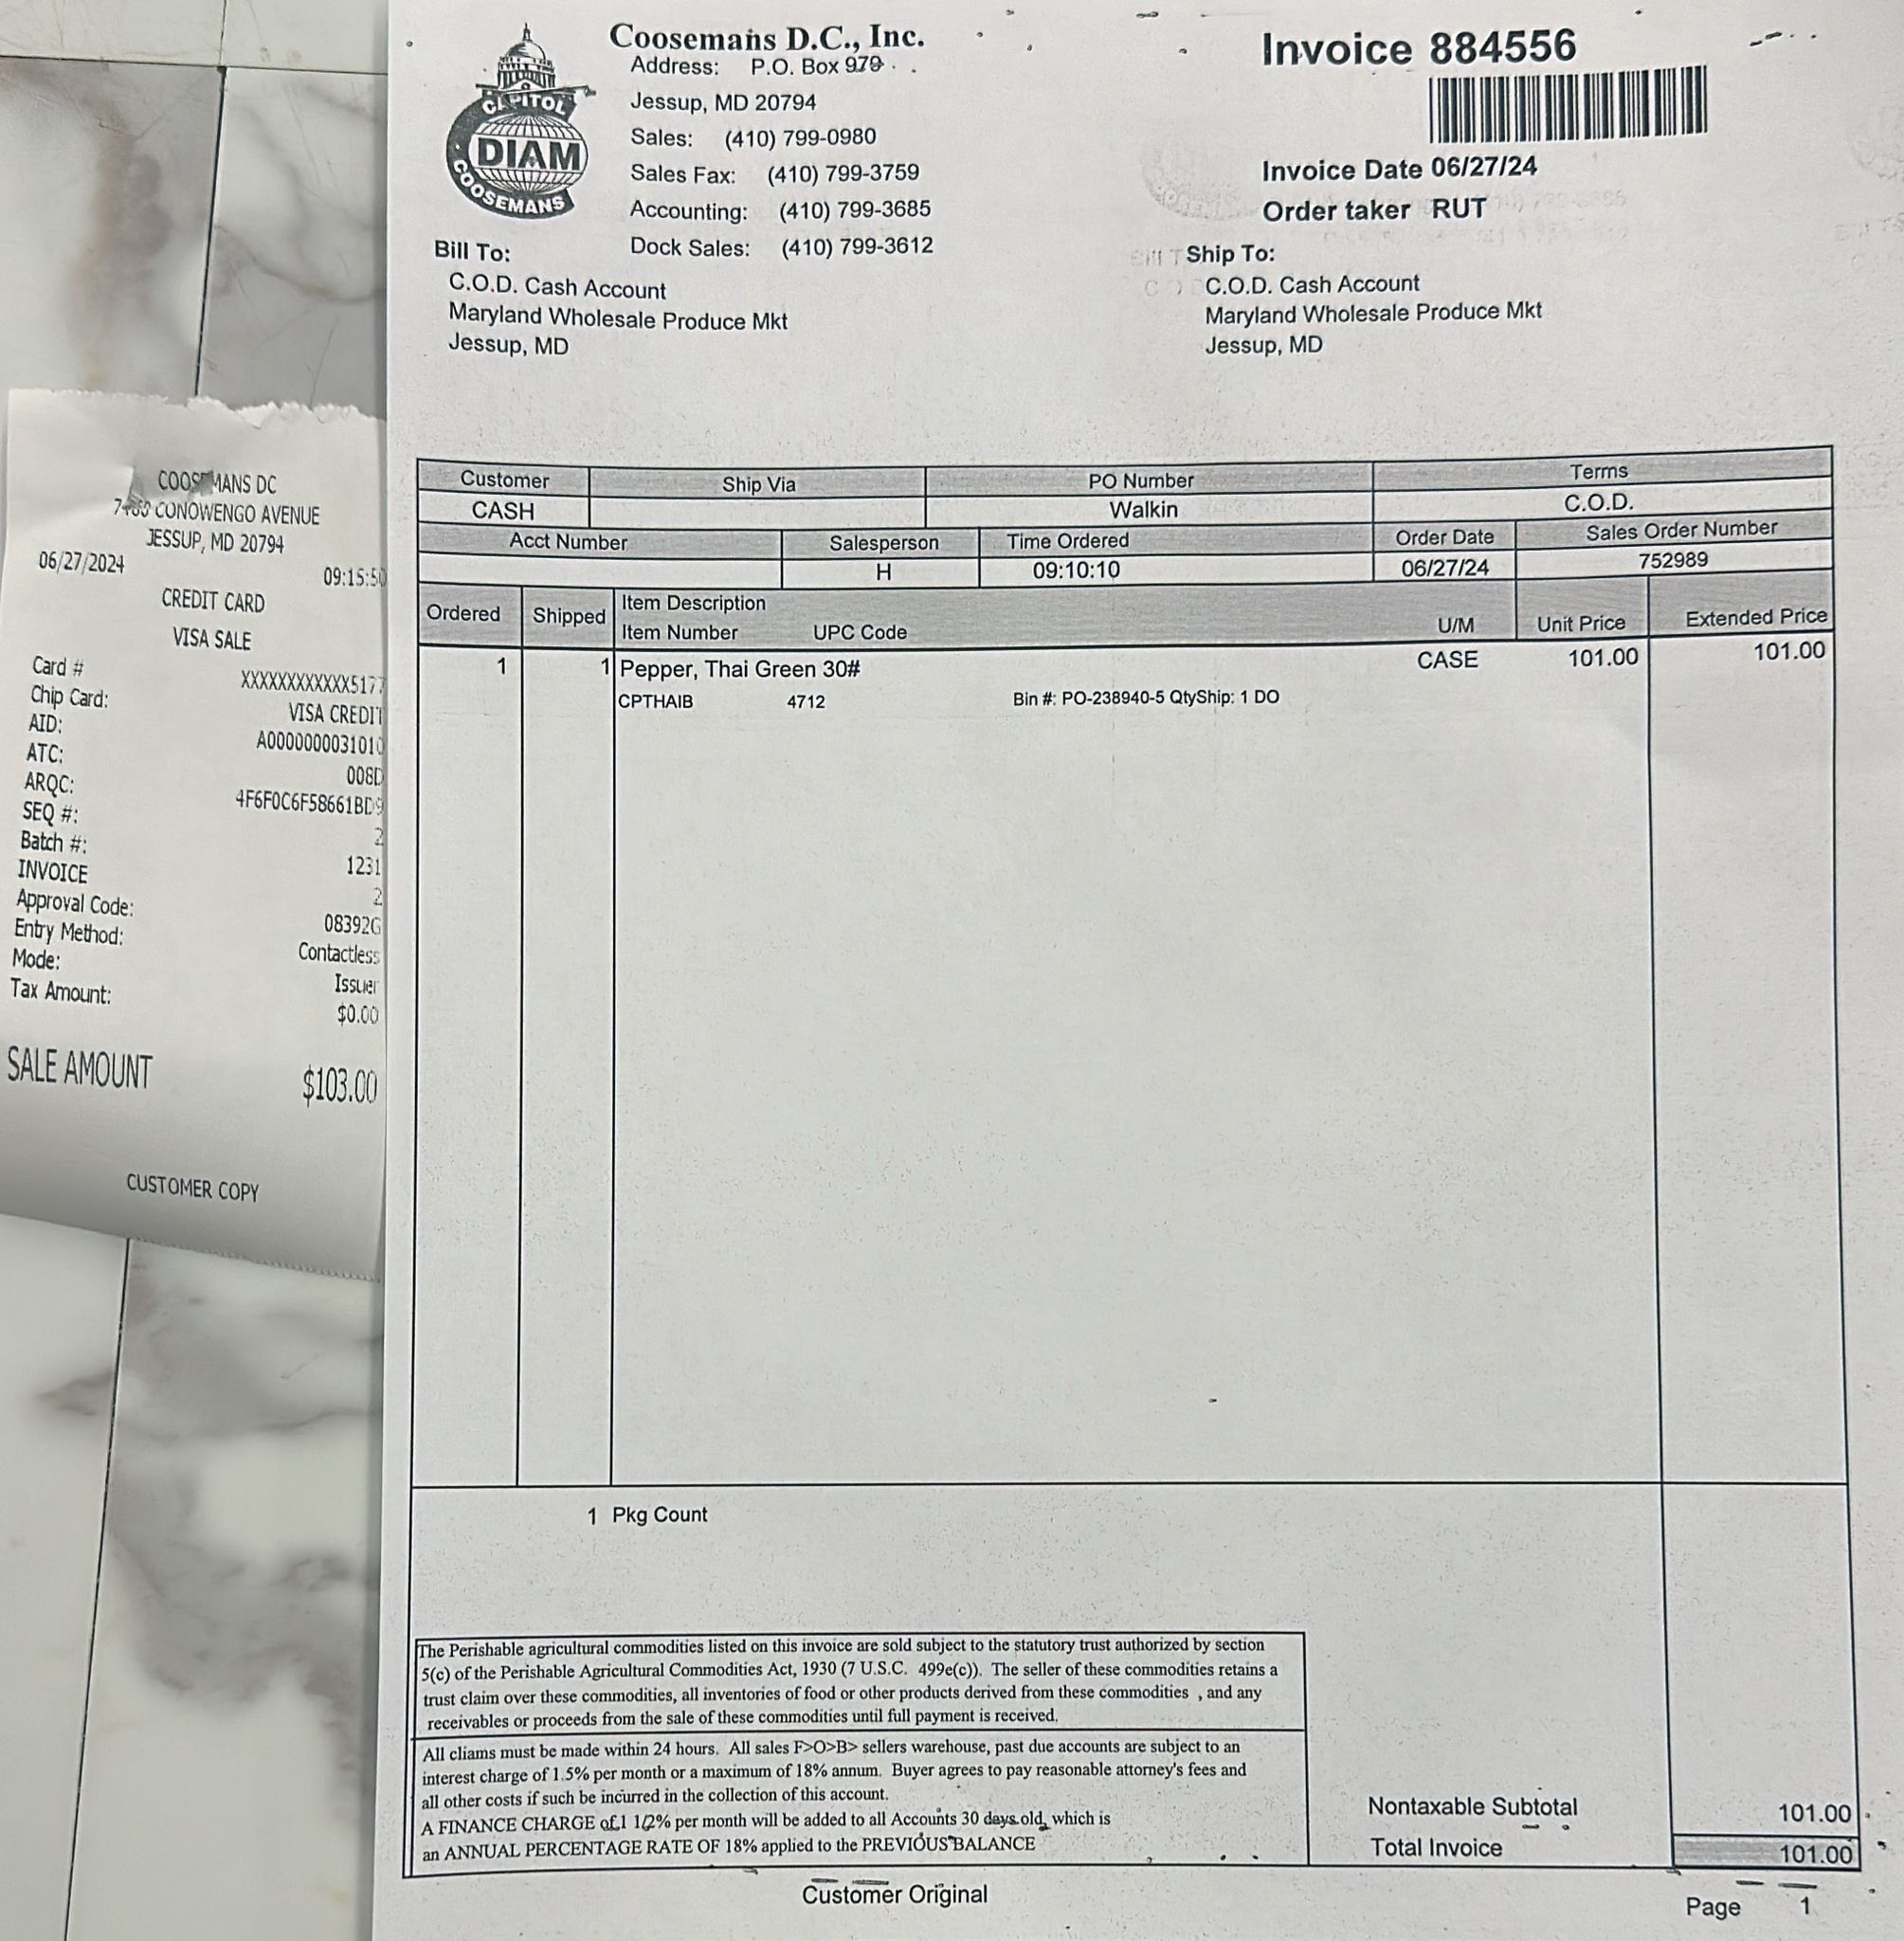 COOSEMANS DC
CONOWENGO AVENUE
JESSUP, MD 20794
06/27/2024 09:15:50
CREDIT CARD
VISA SALE
Card # XXXXXXXXXXXX5177
Chip Card: VISA CREDIT
AID: A0000000031010
ATC: 008D
ARQC: 4F6F0C6F58661BD9
SEQ #: 2
Batch #: 1231
INVOICE 2
Approval Code: 08392G
Entry Method: Contactless
Mode: Issuer
Tax Amount: $0.00
SALE AMOUNT $103.00
CUSTOMER COPY
CAPITOL
DIAM
COOSEMANS
Coosemans D.C., Inc.
Address: P.O. Box 979
Jessup, MD 20794
Sales: (410) 799-0980
Sales Fax: (410) 799-3759
Accounting: (410) 799-3685
Dock Sales: (410) 799-3612
Invoice 884556
Invoice Date 06/27/24
Order taker RUT
Bill To:
C.O.D. Cash Account
Maryland Wholesale Produce Mkt
Jessup, MD
Ship To:
C.O.D. Cash Account
Maryland Wholesale Produce Mkt
Jessup, MD
Customer Ship Via PO Number Terms
CASH Walkin C.O.D.
Acct Number Salesperson Time Ordered Order Date Sales Order Number
H 09:10:10 06/27/24 752989
Ordered Shipped Item Description
Item Number UPC Code U/M Unit Price Extended Price
1 1 Pepper, Thai Green 30# CASE 101.00 101.00
CPTHAIB 4712 Bin #: PO-238940-5 QtyShip: 1 DO
1 Pkg Count
The Perishable agricultural commodities listed on this invoice are sold subject to the statutory trust authorized by section
5(c) of the Perishable Agricultural Commodities Act, 1930 (7 U.S.C. 499e(c)). The seller of these commodities retains a
trust claim over these commodities, all inventories of food or other products derived from these commodities , and any
receivables or proceeds from the sale of these commodities until full payment is received.
All cliams must be made within 24 hours. All sales F>O>B> sellers warehouse, past due accounts are subject to an
interest charge of 1.5% per month or a maximum of 18% annum. Buyer agrees to pay reasonable attorney's fees and
all other costs if such be incurred in the collection of this account.
A FINANCE CHARGE of 1 1/2% per month will be added to all Accounts 30 days old, which is
an ANNUAL PERCENTAGE RATE OF 18% applied to the PREVIOUS BALANCE
Nontaxable Subtotal 101.00
Total Invoice 101.00
Customer Original
Page 1